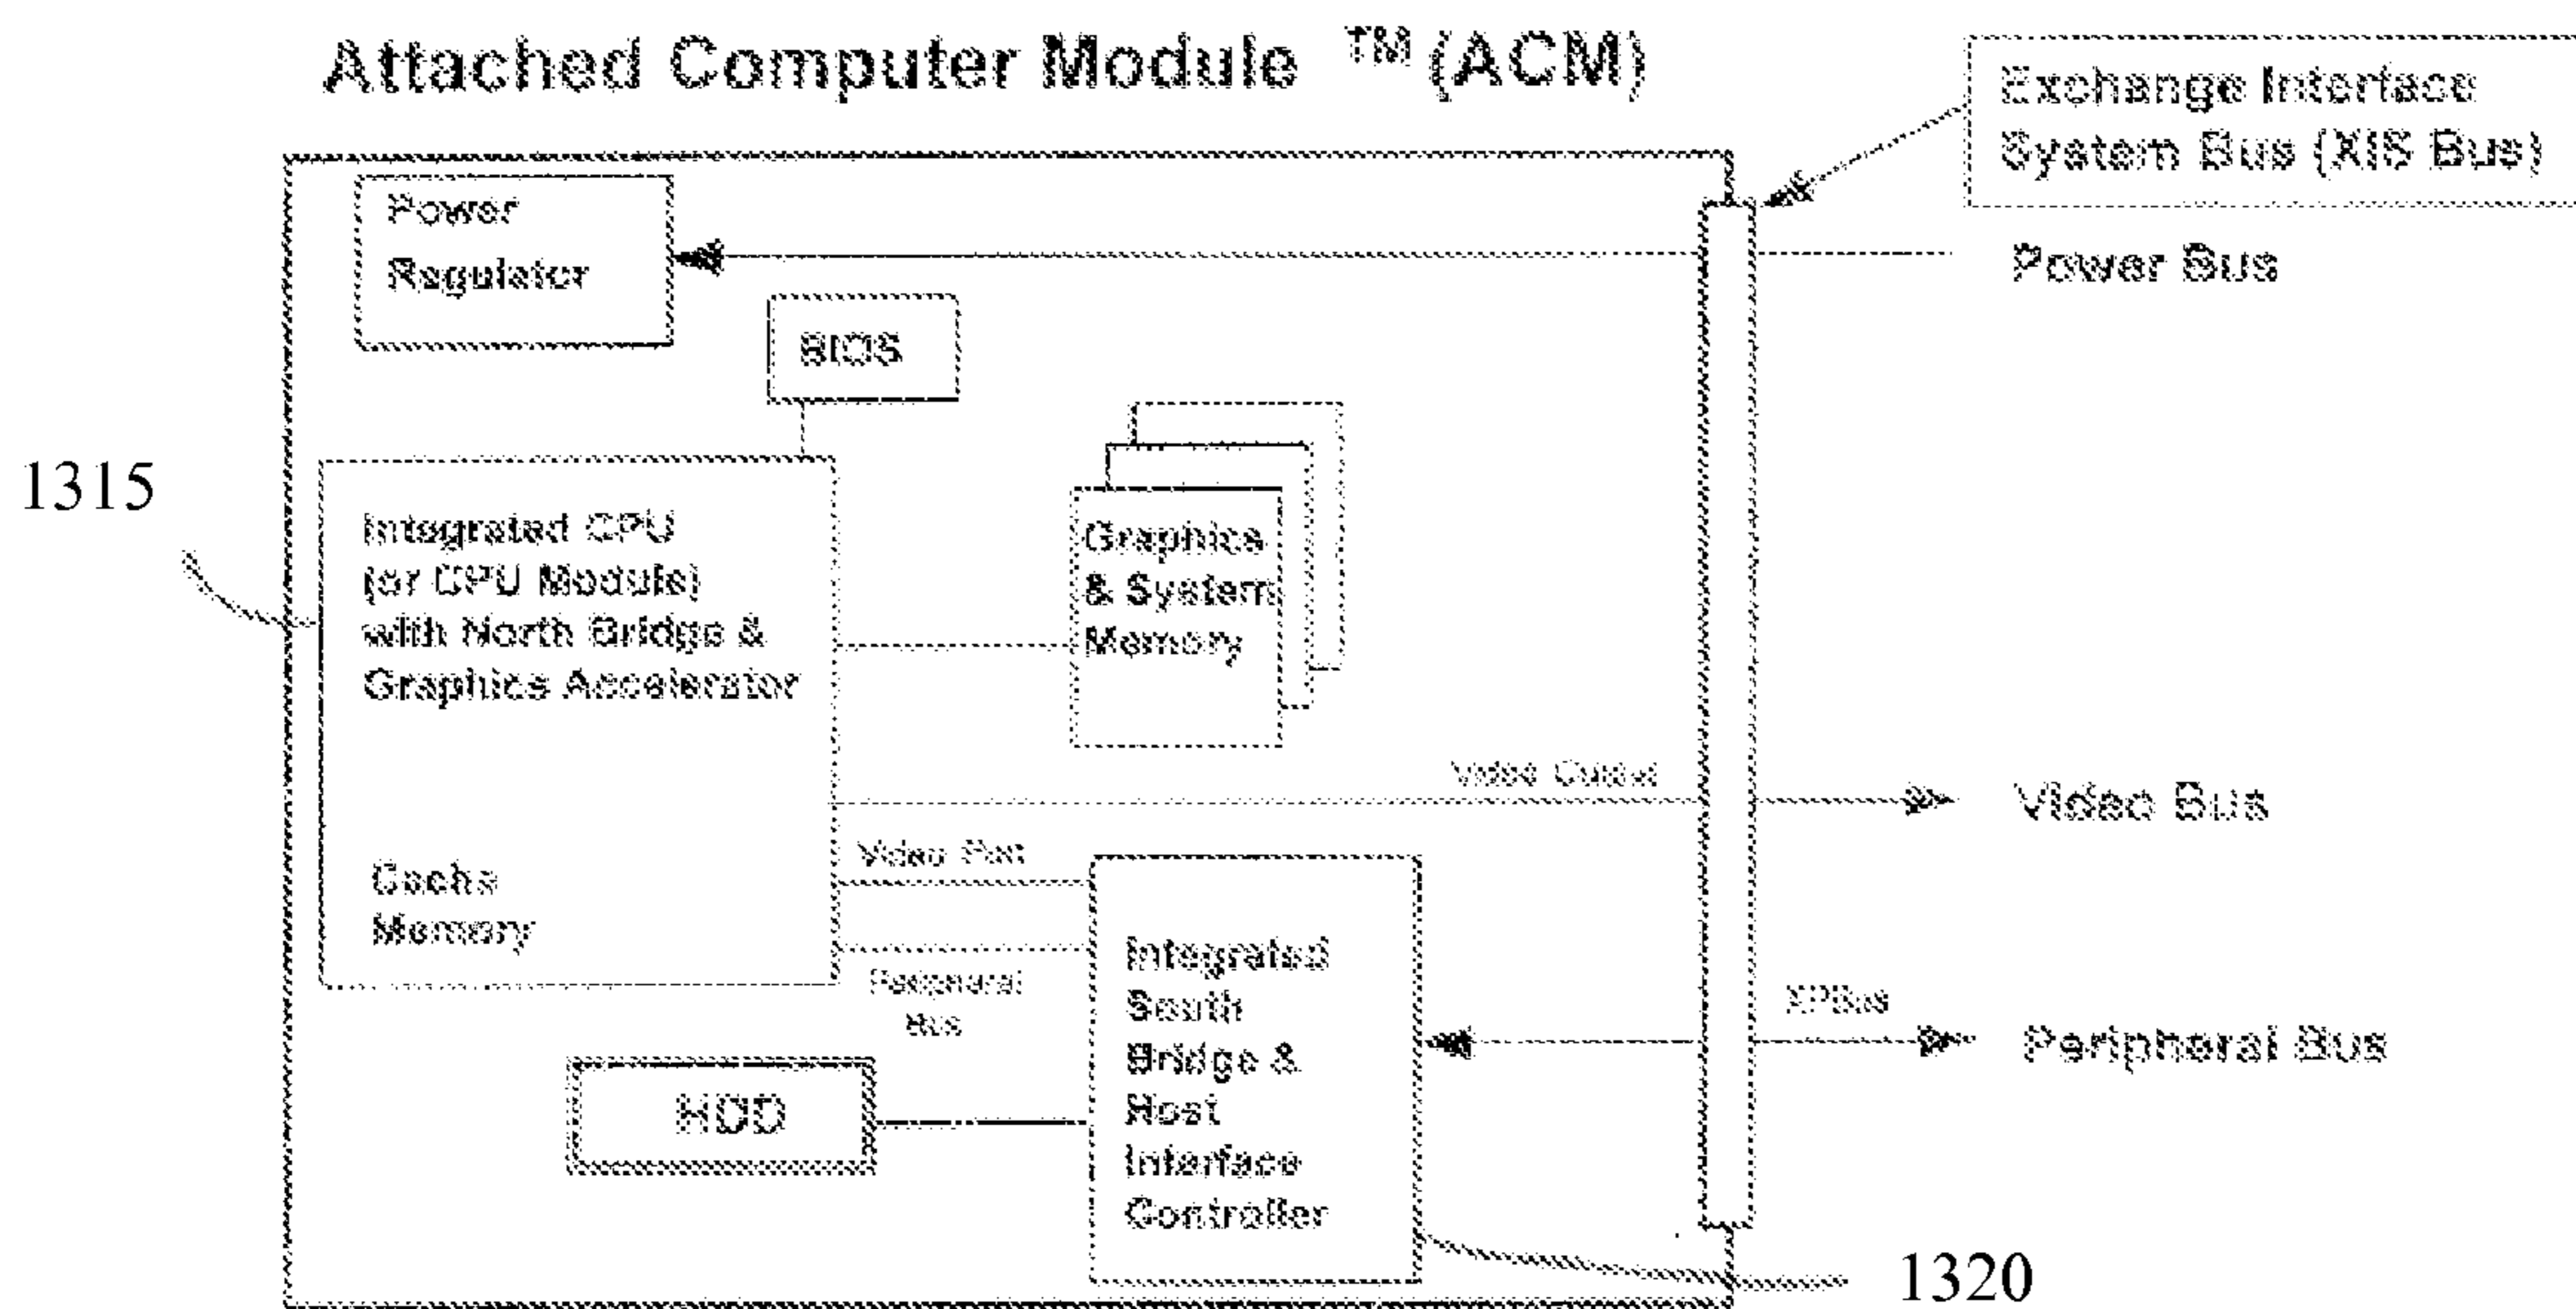 Attached Computer Module ™ (ACM)
Exchange Interface
System Bus (XIS Bus)
Power
Regulator
Power Bus
BIOS
1315
Integrated CPU
(or CPU Module)
with North Bridge &
Graphics Accelerator
Graphics
& System
Memory
Video Output
Video Bus
Video Port
Cache
Memory
Peripheral
Bus
Integrated
South
Bridge &
Host
Interface
Controller
XPBus
Peripheral Bus
HDD
1320